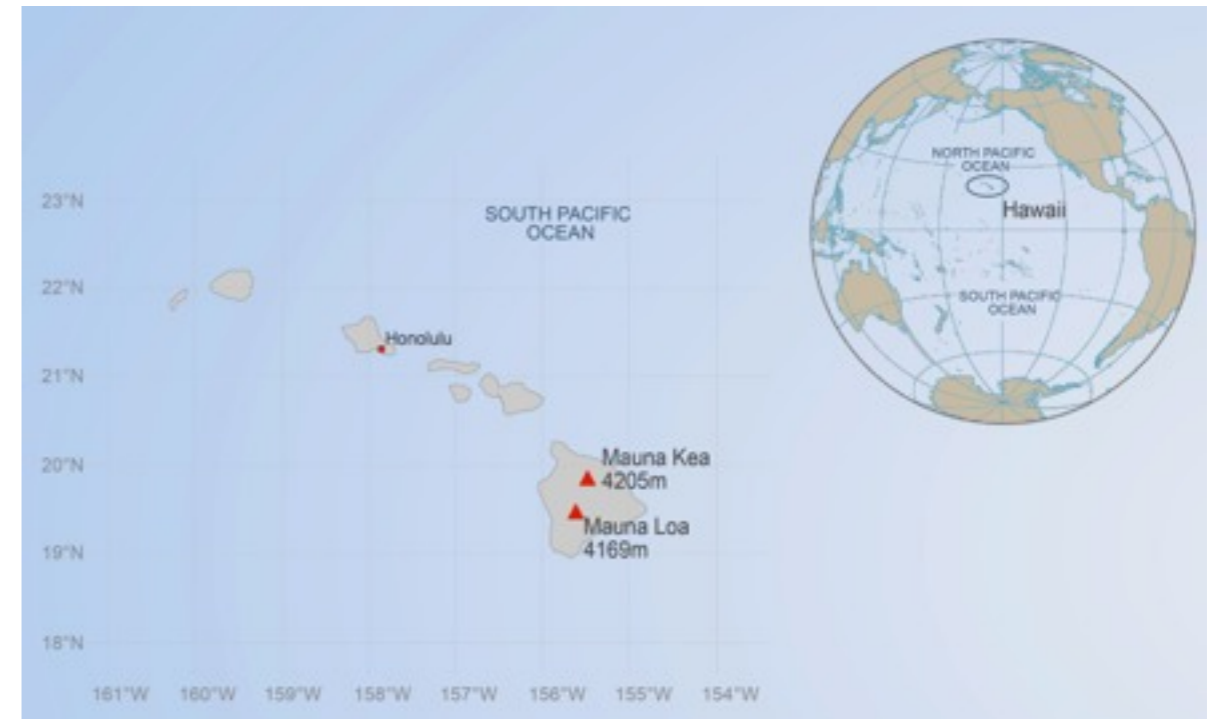 NORTH PACIFIC
OCEAN
Hawaii
SOUTH PACIFIC
OCEAN
23°N
SOUTH PACIFIC
OCEAN
22°N
Honolulu
21°N
20°N
Mauna Kea
4205m
Mauna Loa
4169m
19°N
18°N
161°W 160°W 159°W 158°W 157°W 156°W 155°W 154°W